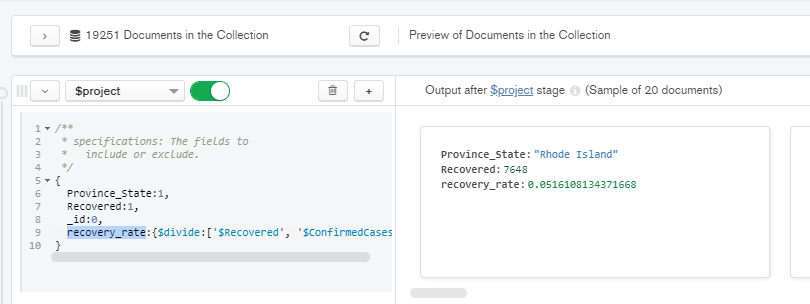 19251 Documents in the Collection
Preview of Documents in the Collection
$project
Output after $project stage (Sample of 20 documents)
1 /**
2 * specifications: The fields to
3 *   include or exclude.
4 */
5 {
6 Province_State:1,
7 Recovered:1,
8 _id:0,
9 recovery_rate:{$divide:['$Recovered', '$ConfirmedCases
10 }
Province_State: "Rhode Island"
Recovered: 7648
recovery_rate: 0.0516108134371668